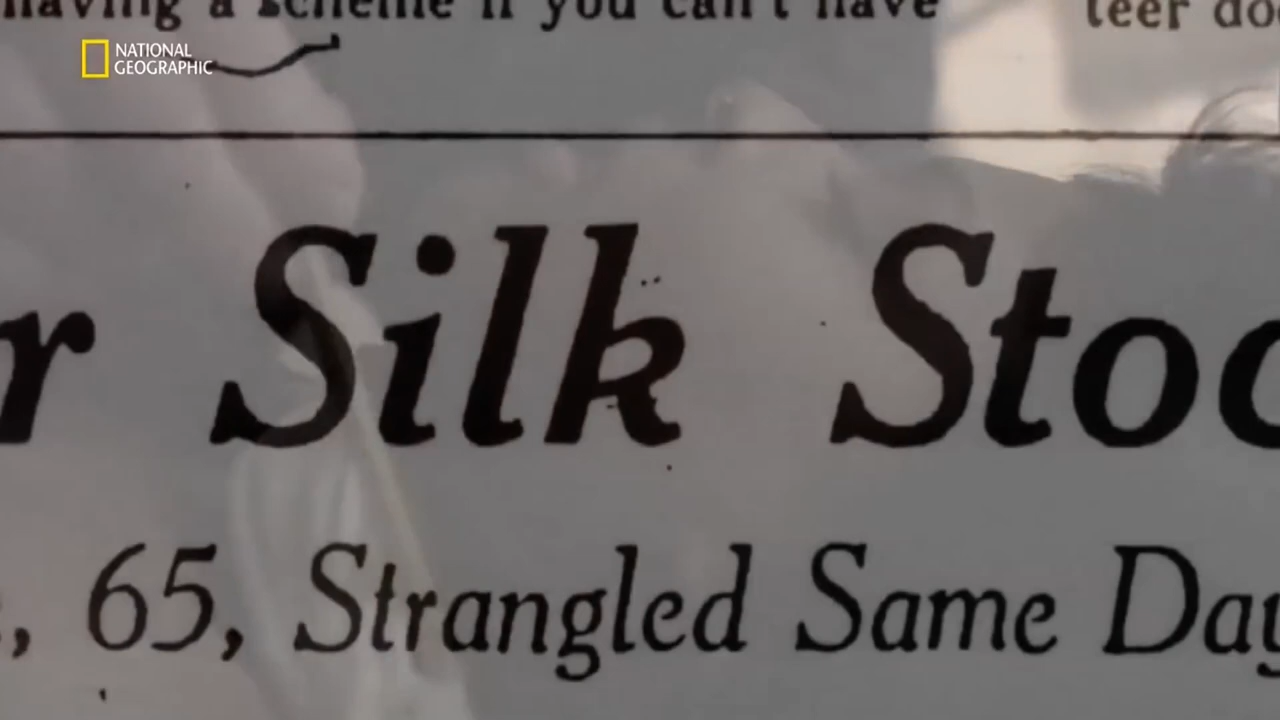 having a scheme if you can't have
teer do
NATIONAL
GEOGRAPHIC
r Silk Stoc
, 65, Strangled Same Day